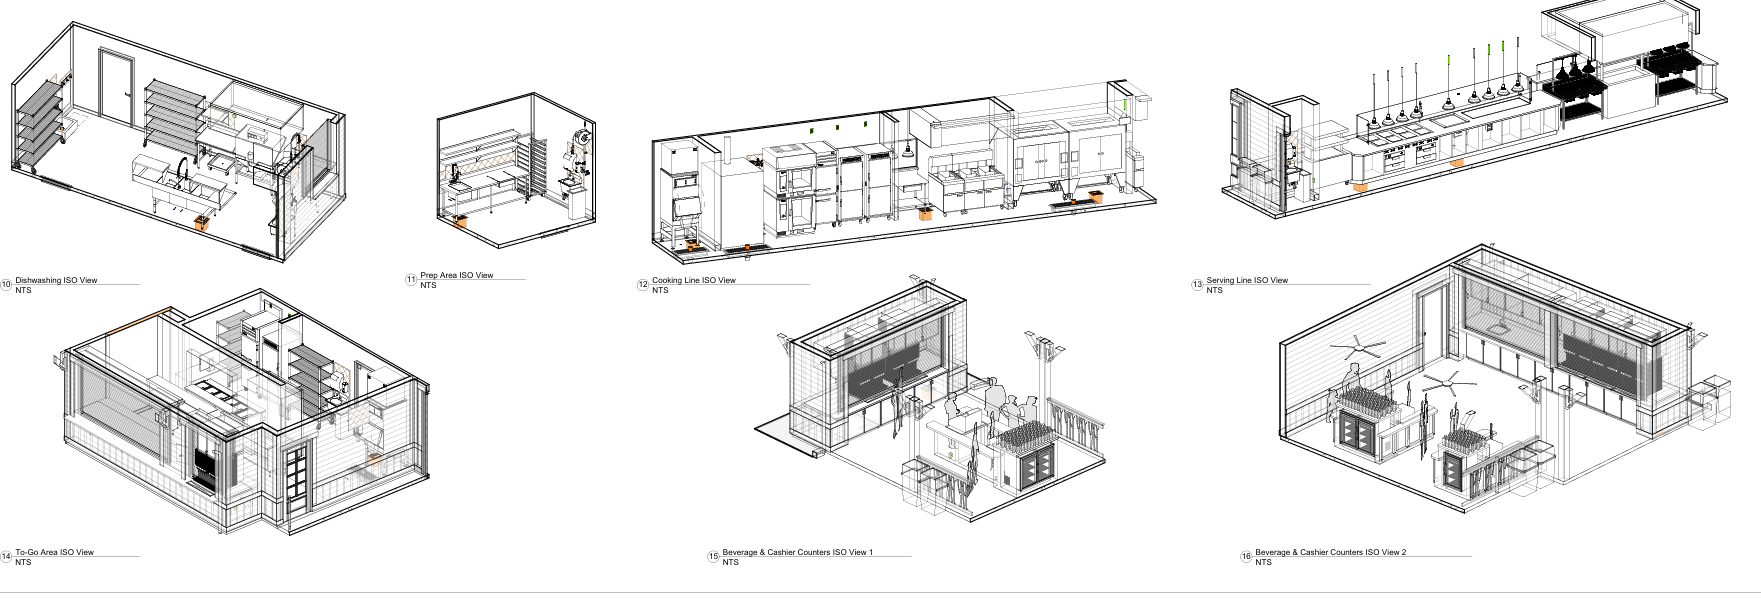 10 Dishwashing ISO View
NTS
11 Prep Area ISO View
NTS
12 Cooking Line ISO View
NTS
13 Serving Line ISO View
NTS
14 To-Go Area ISO View
NTS
15 Beverage & Cashier Counters ISO View 1
NTS
16 Beverage & Cashier Counters ISO View 2
NTS